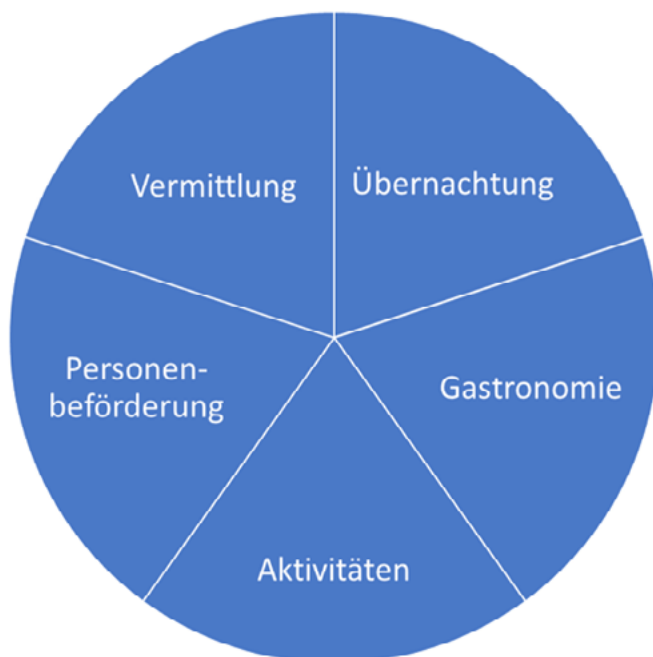 Vermittlung
Übernachtung
Personen-
beförderung
Gastronomie
Aktivitäten